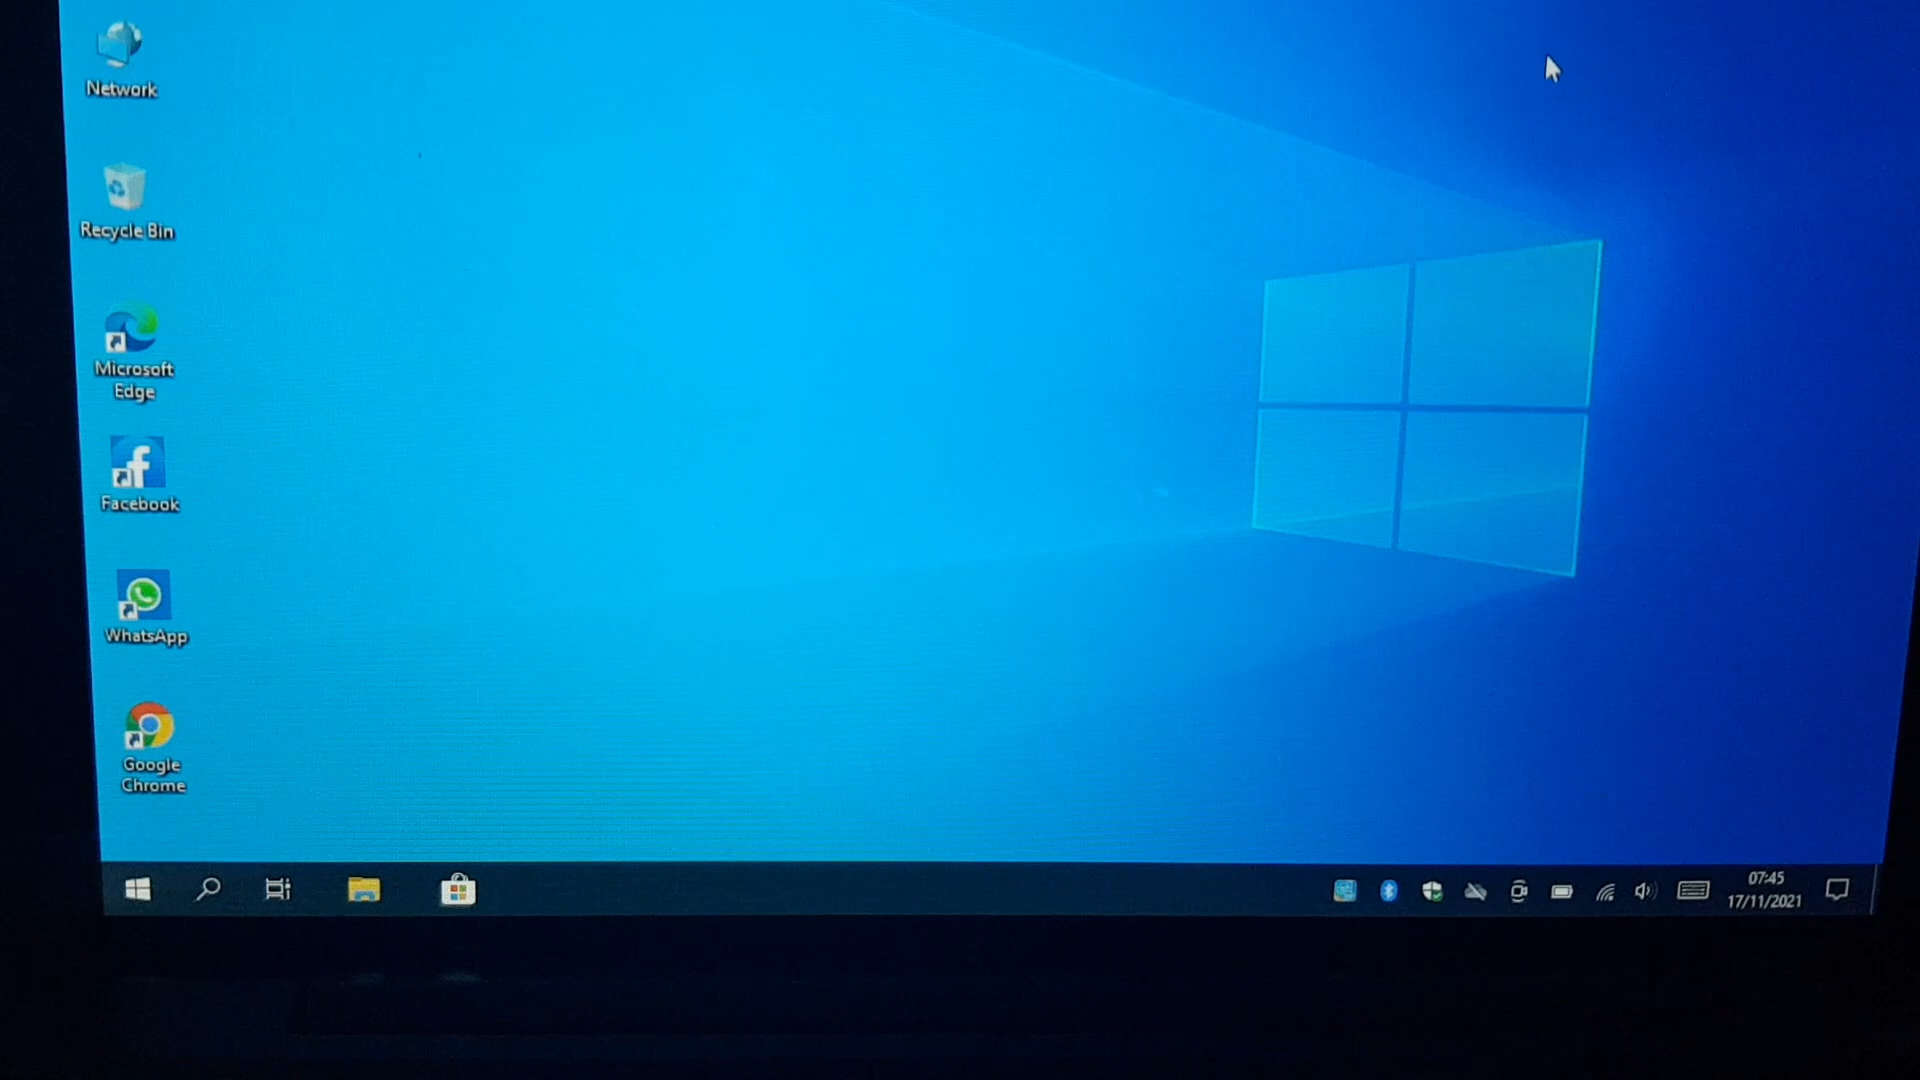 Network
Recycle Bin
Microsoft
Edge
Facebook
WhatsApp
Google
Chrome
07:45
17/11/2021